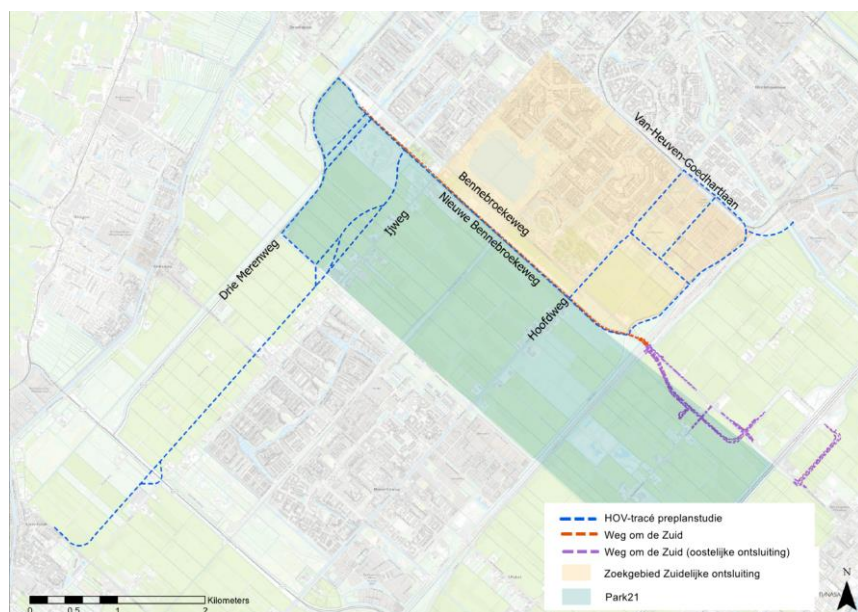 Van-Heuven-Goedhartlaan
Bennebroekeweg
Nieuwe Bennebroekeweg
Ijweg
Drie Merenweg
Hoofdweg
HOV-tracé preplanstudie
Weg om de Zuid
Weg om de Zuid (oostelijke ontsluiting)
Zoekgebied Zuidelijke ontsluiting
Park21
N
Kilometers
0 0.5 1 2